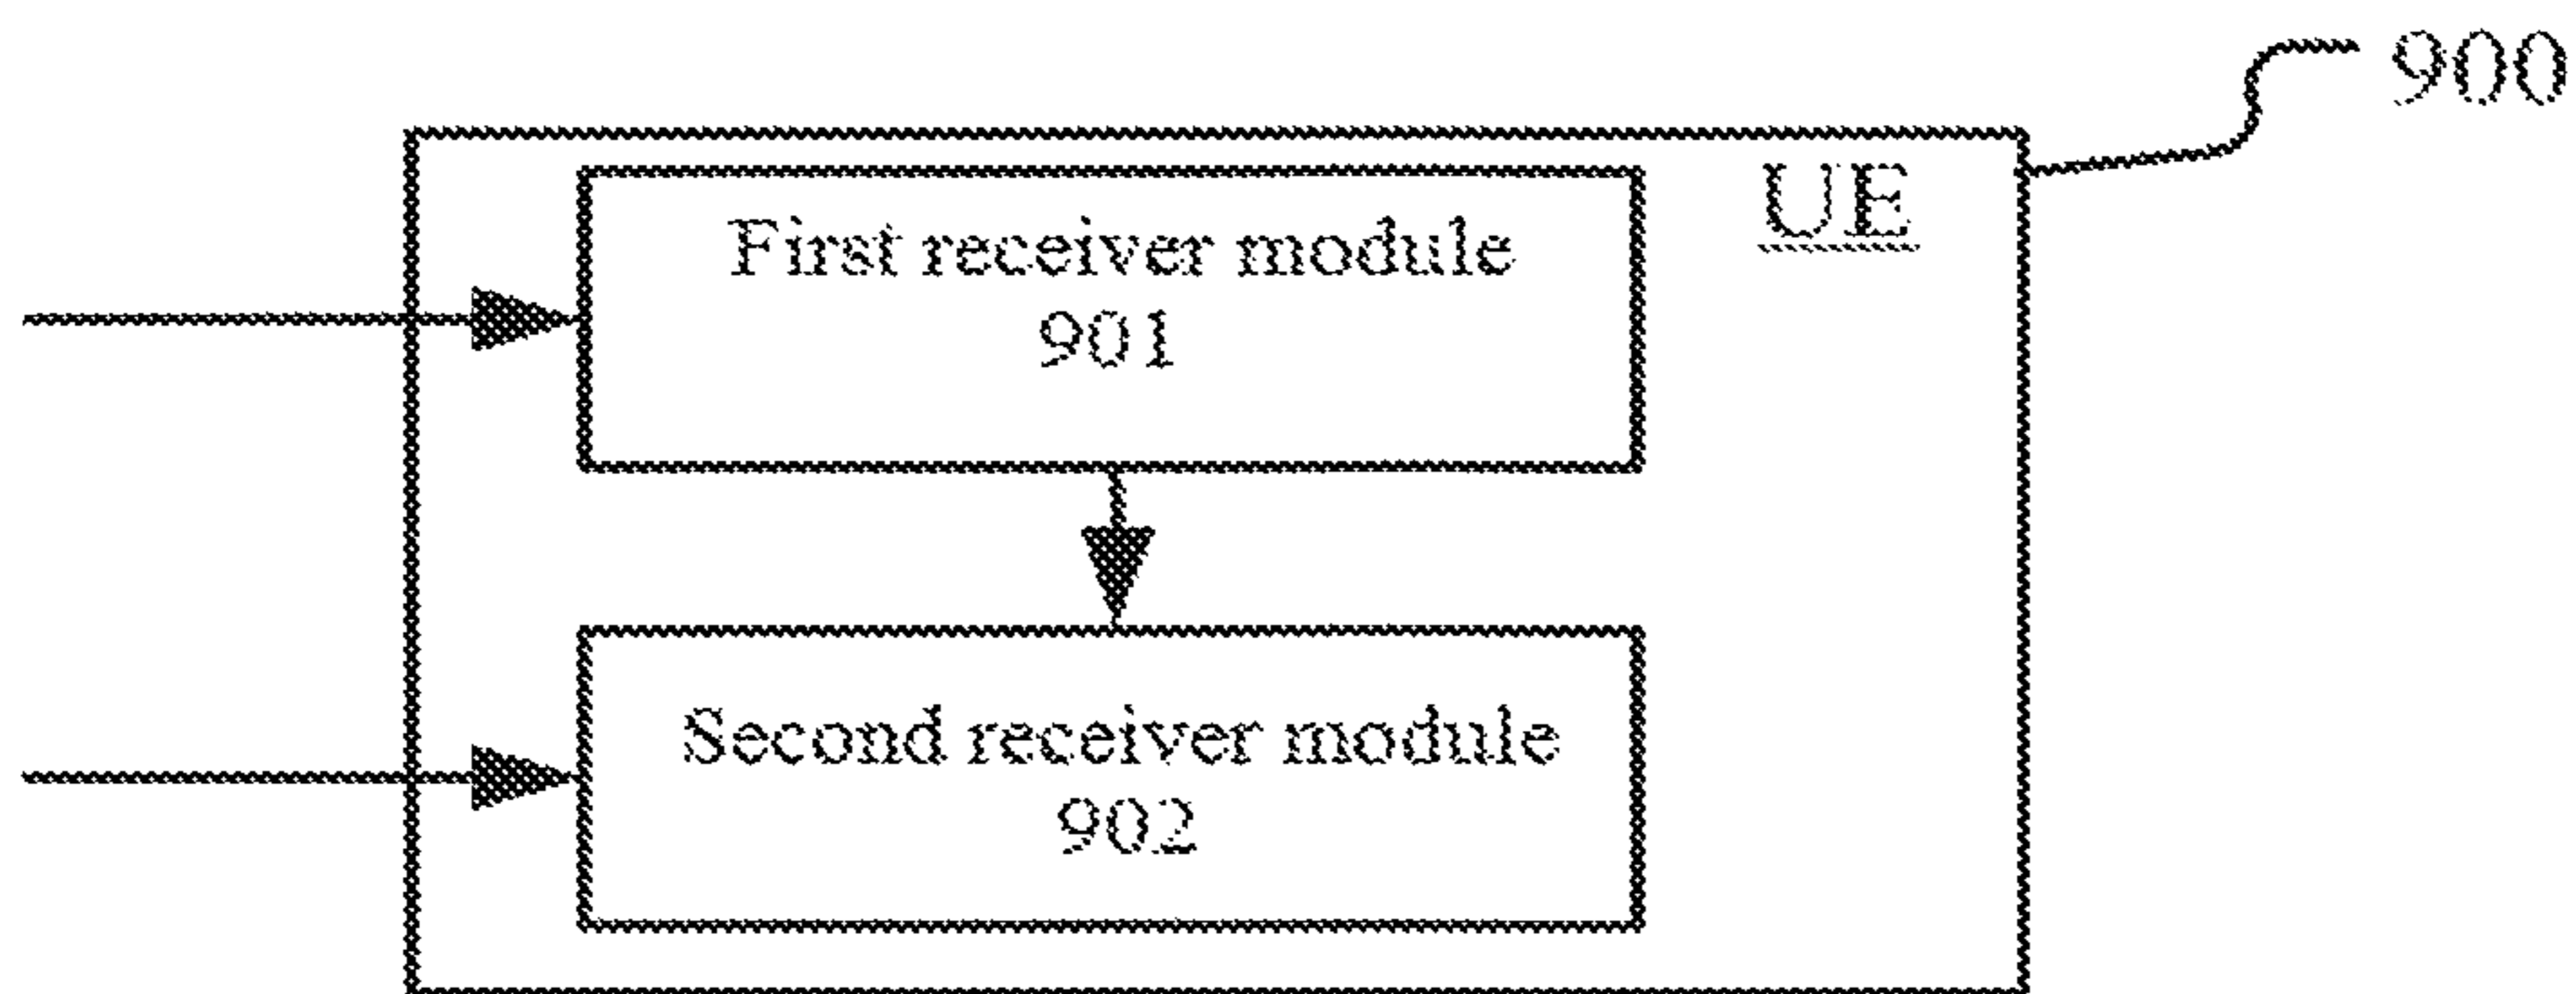 900
UE
First receiver module
901
Second receiver module
902